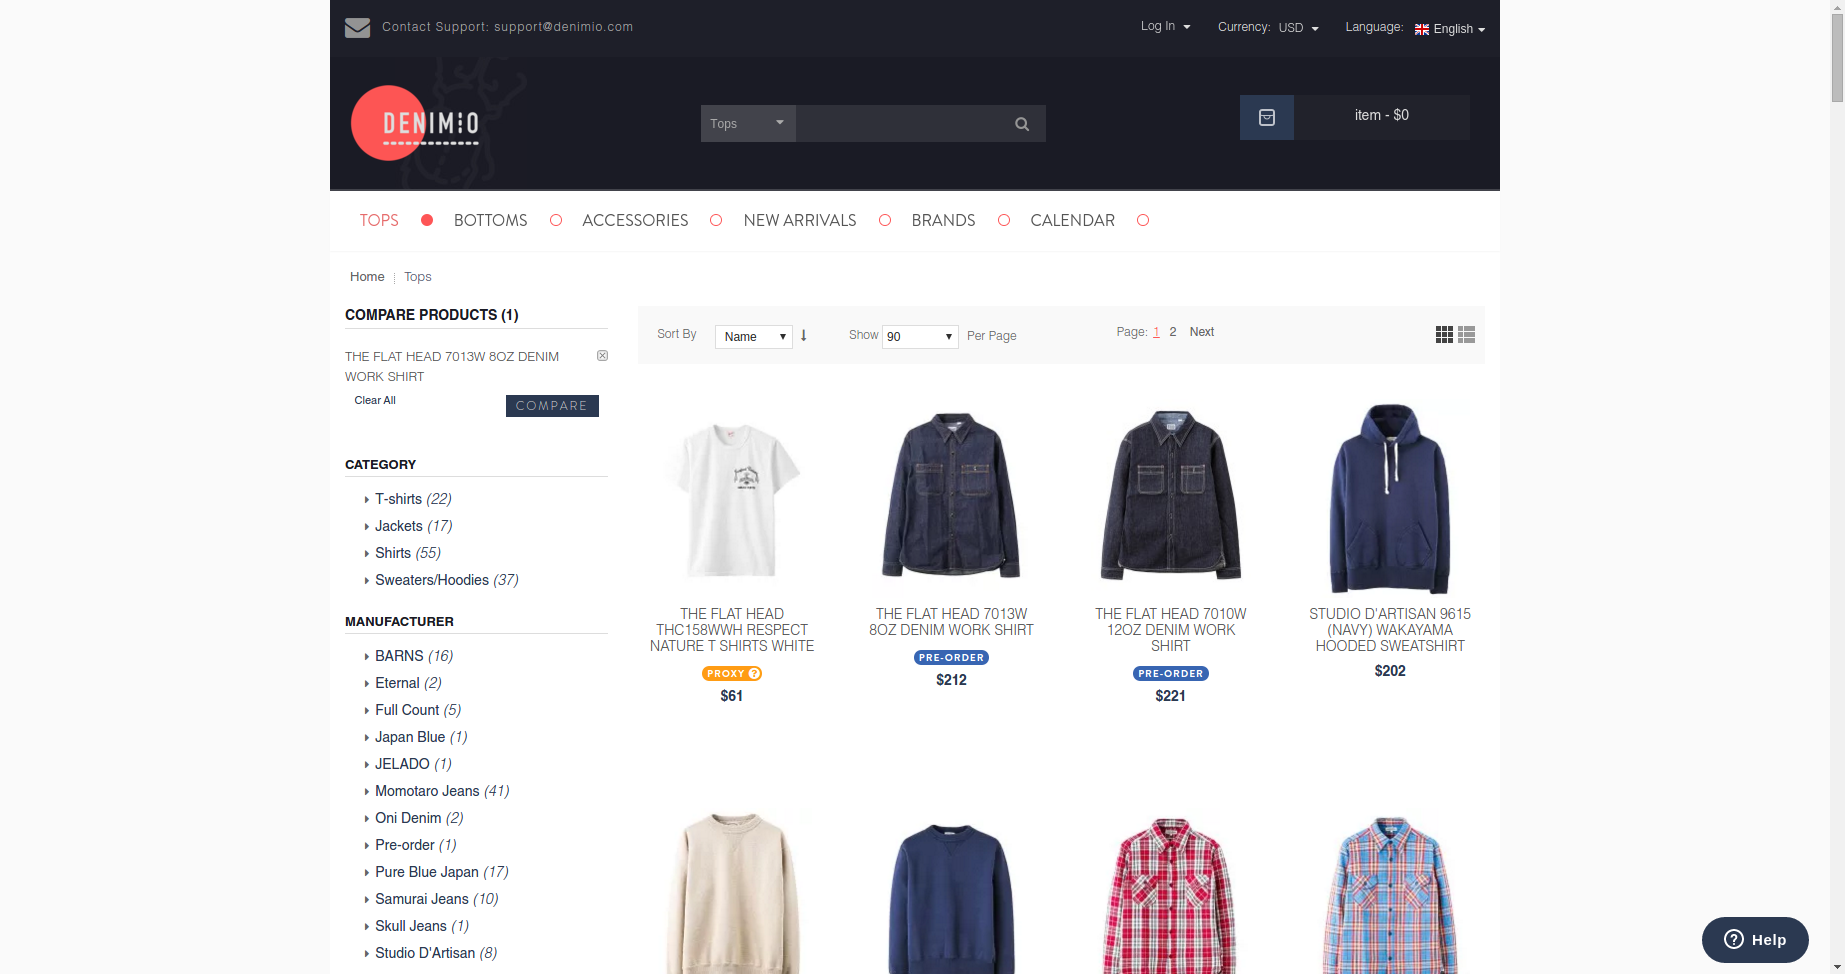 Contact Support: support@denimio.com
Log In
Currency: USD
Language: English
DENIMIO
Tops
item - $0
TOPS
BOTTOMS
ACCESSORIES
NEW ARRIVALS
BRANDS
CALENDAR
Home
Tops
COMPARE PRODUCTS (1)
THE FLAT HEAD 7013W 8OZ DENIM
WORK SHIRT
Clear All
COMPARE
CATEGORY
T-shirts (22)
Jackets (17)
Shirts (55)
Sweaters/Hoodies (37)
MANUFACTURER
BARNS (16)
Eternal (2)
Full Count (5)
Japan Blue (1)
JELADO (1)
Momotaro Jeans (41)
Oni Denim (2)
Pre-order (1)
Pure Blue Japan (17)
Samurai Jeans (10)
Skull Jeans (1)
Studio D'Artisan (8)
Sort By Name
Show 90 Per Page
Page: 1 2 Next
THE FLAT HEAD
THC158WWH RESPECT
NATURE T SHIRTS WHITE
PROXY ?
$61
THE FLAT HEAD 7013W
8OZ DENIM WORK SHIRT
PRE-ORDER
$212
THE FLAT HEAD 7010W
12OZ DENIM WORK
SHIRT
PRE-ORDER
$221
STUDIO D'ARTISAN 9615
(NAVY) WAKAYAMA
HOODED SWEATSHIRT
$202
? Help